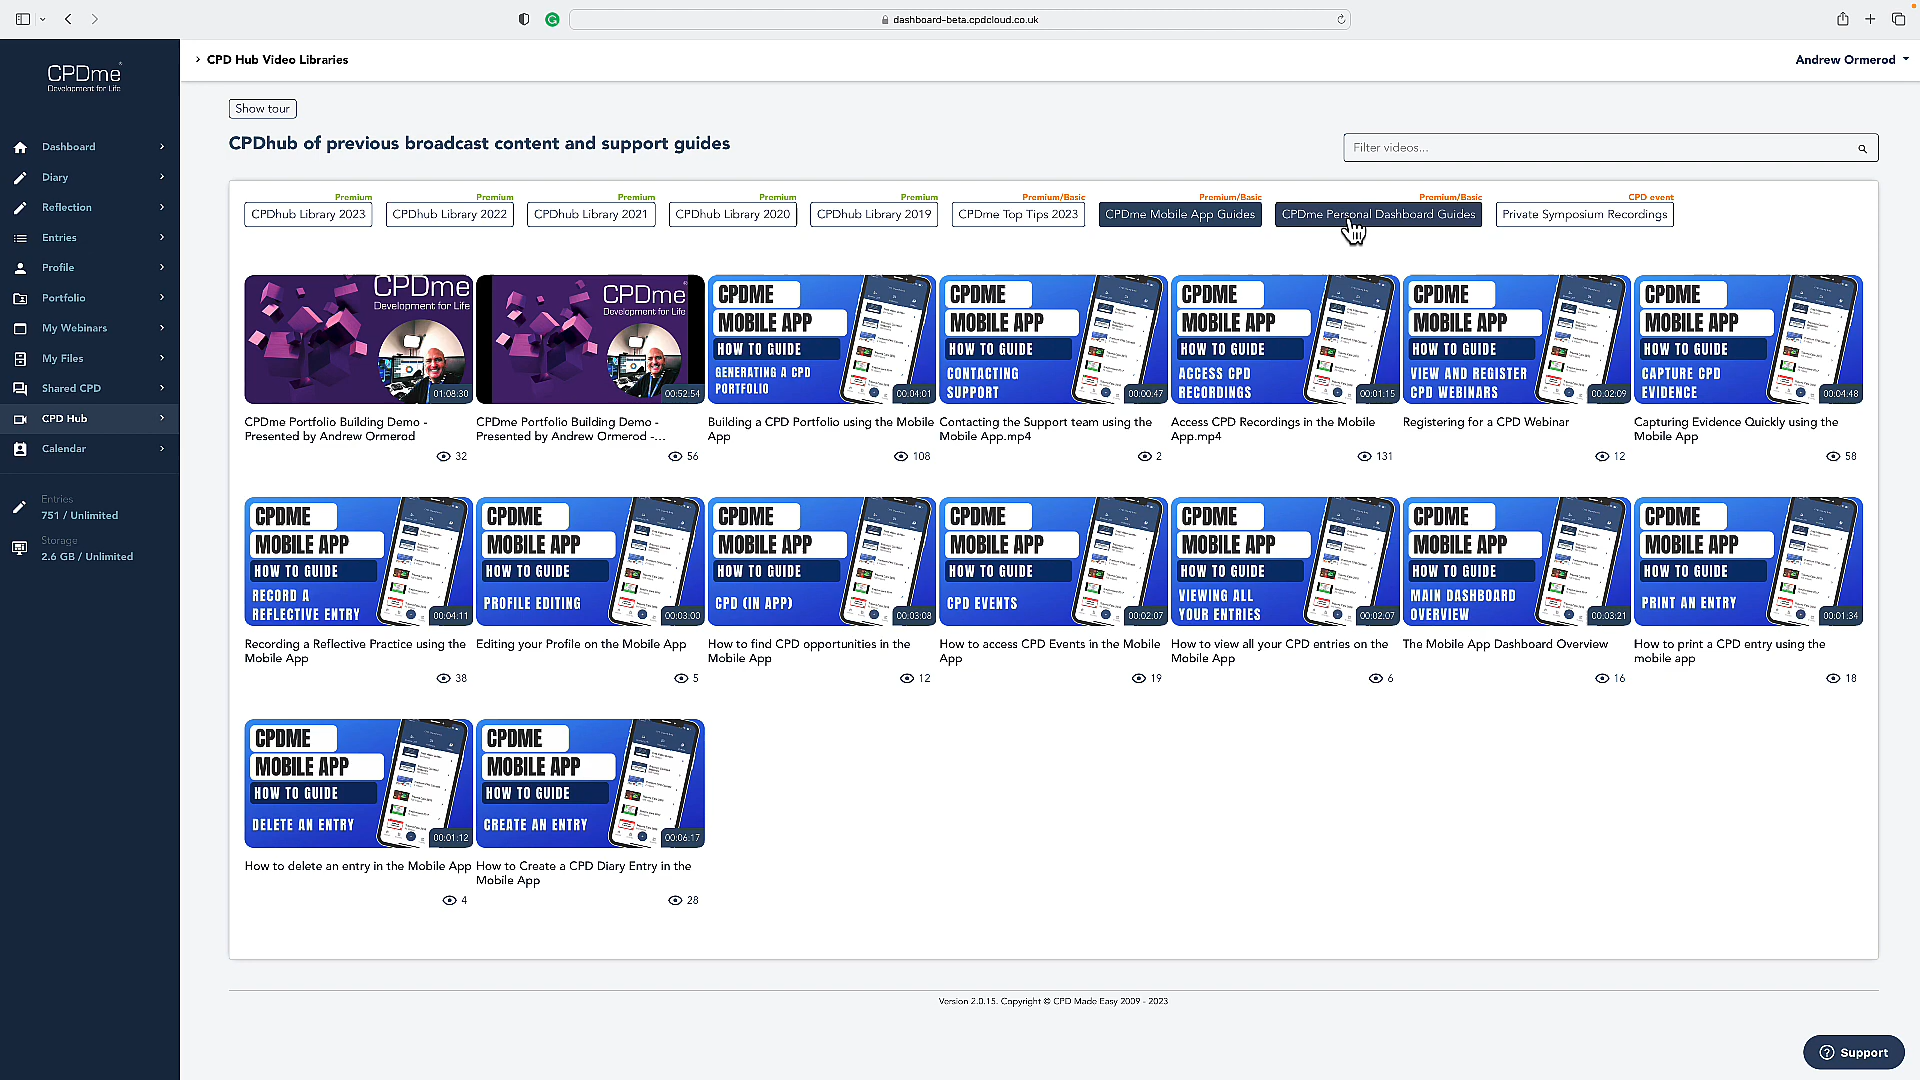 dashboard-beta.cpdcloud.co.uk
CPDme
Development for Life
CPD Hub Video Libraries
Andrew Ormerod
Dashboard
Diary
Reflection
Entries
Profile
Portfolio
My Webinars
My Files
Shared CPD
CPD Hub
Calendar
Entries
751 / Unlimited
Storage
2.6 GB / Unlimited
Show tour
CPDhub of previous broadcast content and support guides
Filter videos...
Premium
CPDhub Library 2023
Premium
CPDhub Library 2022
Premium
CPDhub Library 2021
Premium
CPDhub Library 2020
Premium
CPDhub Library 2019
Premium/Basic
CPDme Top Tips 2023
Premium/Basic
CPDme Mobile App Guides
Premium/Basic
CPDme Personal Dashboard Guides
CPD event
Private Symposium Recordings
CPDme
Development for Life
01:08:30
CPDme Portfolio Building Demo -
Presented by Andrew Ormerod
32
CPDme
Development for Life
00:52:54
CPDme Portfolio Building Demo -
Presented by Andrew Ormerod -...
56
CPDME
MOBILE APP
HOW TO GUIDE
GENERATING A CPD
PORTFOLIO
00:04:01
Building a CPD Portfolio using the Mobile
App
108
CPDME
MOBILE APP
HOW TO GUIDE
CONTACTING
SUPPORT
00:00:47
Contacting the Support team using the
Mobile App.mp4
2
CPDME
MOBILE APP
HOW TO GUIDE
ACCESS CPD
RECORDINGS
00:01:15
Access CPD Recordings in the Mobile
App.mp4
131
CPDME
MOBILE APP
HOW TO GUIDE
VIEW AND REGISTER
CPD WEBINARS
00:02:09
Registering for a CPD Webinar
12
CPDME
MOBILE APP
HOW TO GUIDE
CAPTURE CPD
EVIDENCE
00:04:48
Capturing Evidence Quickly using the
Mobile App
58
CPDME
MOBILE APP
HOW TO GUIDE
RECORD A
REFLECTIVE ENTRY
00:04:11
Recording a Reflective Practice using the
Mobile App
38
CPDME
MOBILE APP
HOW TO GUIDE
PROFILE EDITING
00:03:00
Editing your Profile on the Mobile App
5
CPDME
MOBILE APP
HOW TO GUIDE
CPD (IN APP)
00:03:08
How to find CPD opportunities in the
Mobile App
12
CPDME
MOBILE APP
HOW TO GUIDE
CPD EVENTS
00:02:07
How to access CPD Events in the Mobile
App
19
CPDME
MOBILE APP
HOW TO GUIDE
VIEWING ALL
YOUR ENTRIES
00:02:07
How to view all your CPD entries on the
Mobile App
6
CPDME
MOBILE APP
HOW TO GUIDE
MAIN DASHBOARD
OVERVIEW
00:03:21
The Mobile App Dashboard Overview
16
CPDME
MOBILE APP
HOW TO GUIDE
PRINT AN ENTRY
00:01:34
How to print a CPD entry using the
mobile app
18
CPDME
MOBILE APP
HOW TO GUIDE
DELETE AN ENTRY
00:01:12
How to delete an entry in the Mobile App
4
CPDME
MOBILE APP
HOW TO GUIDE
CREATE AN ENTRY
00:06:17
How to Create a CPD Diary Entry in the
Mobile App
28
Version 2.0.15. Copyright © CPD Made Easy 2009 - 2023
Support